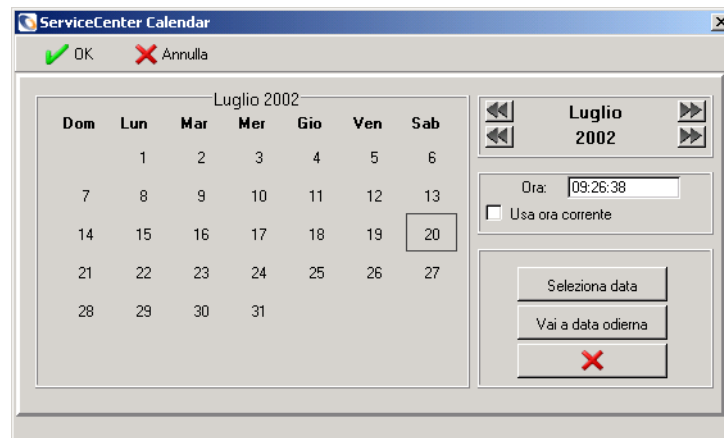 ServiceCenter Calendar
OK Annulla
Luglio 2002
Dom Lun Mar Mer Gio Ven Sab
1 2 3 4 5 6
7 8 9 10 11 12 13
14 15 16 17 18 19 20
21 22 23 24 25 26 27
28 29 30 31
Luglio
2002
Ora: 09:26:38
Usa ora corrente
Seleziona data
Vai a data odierna